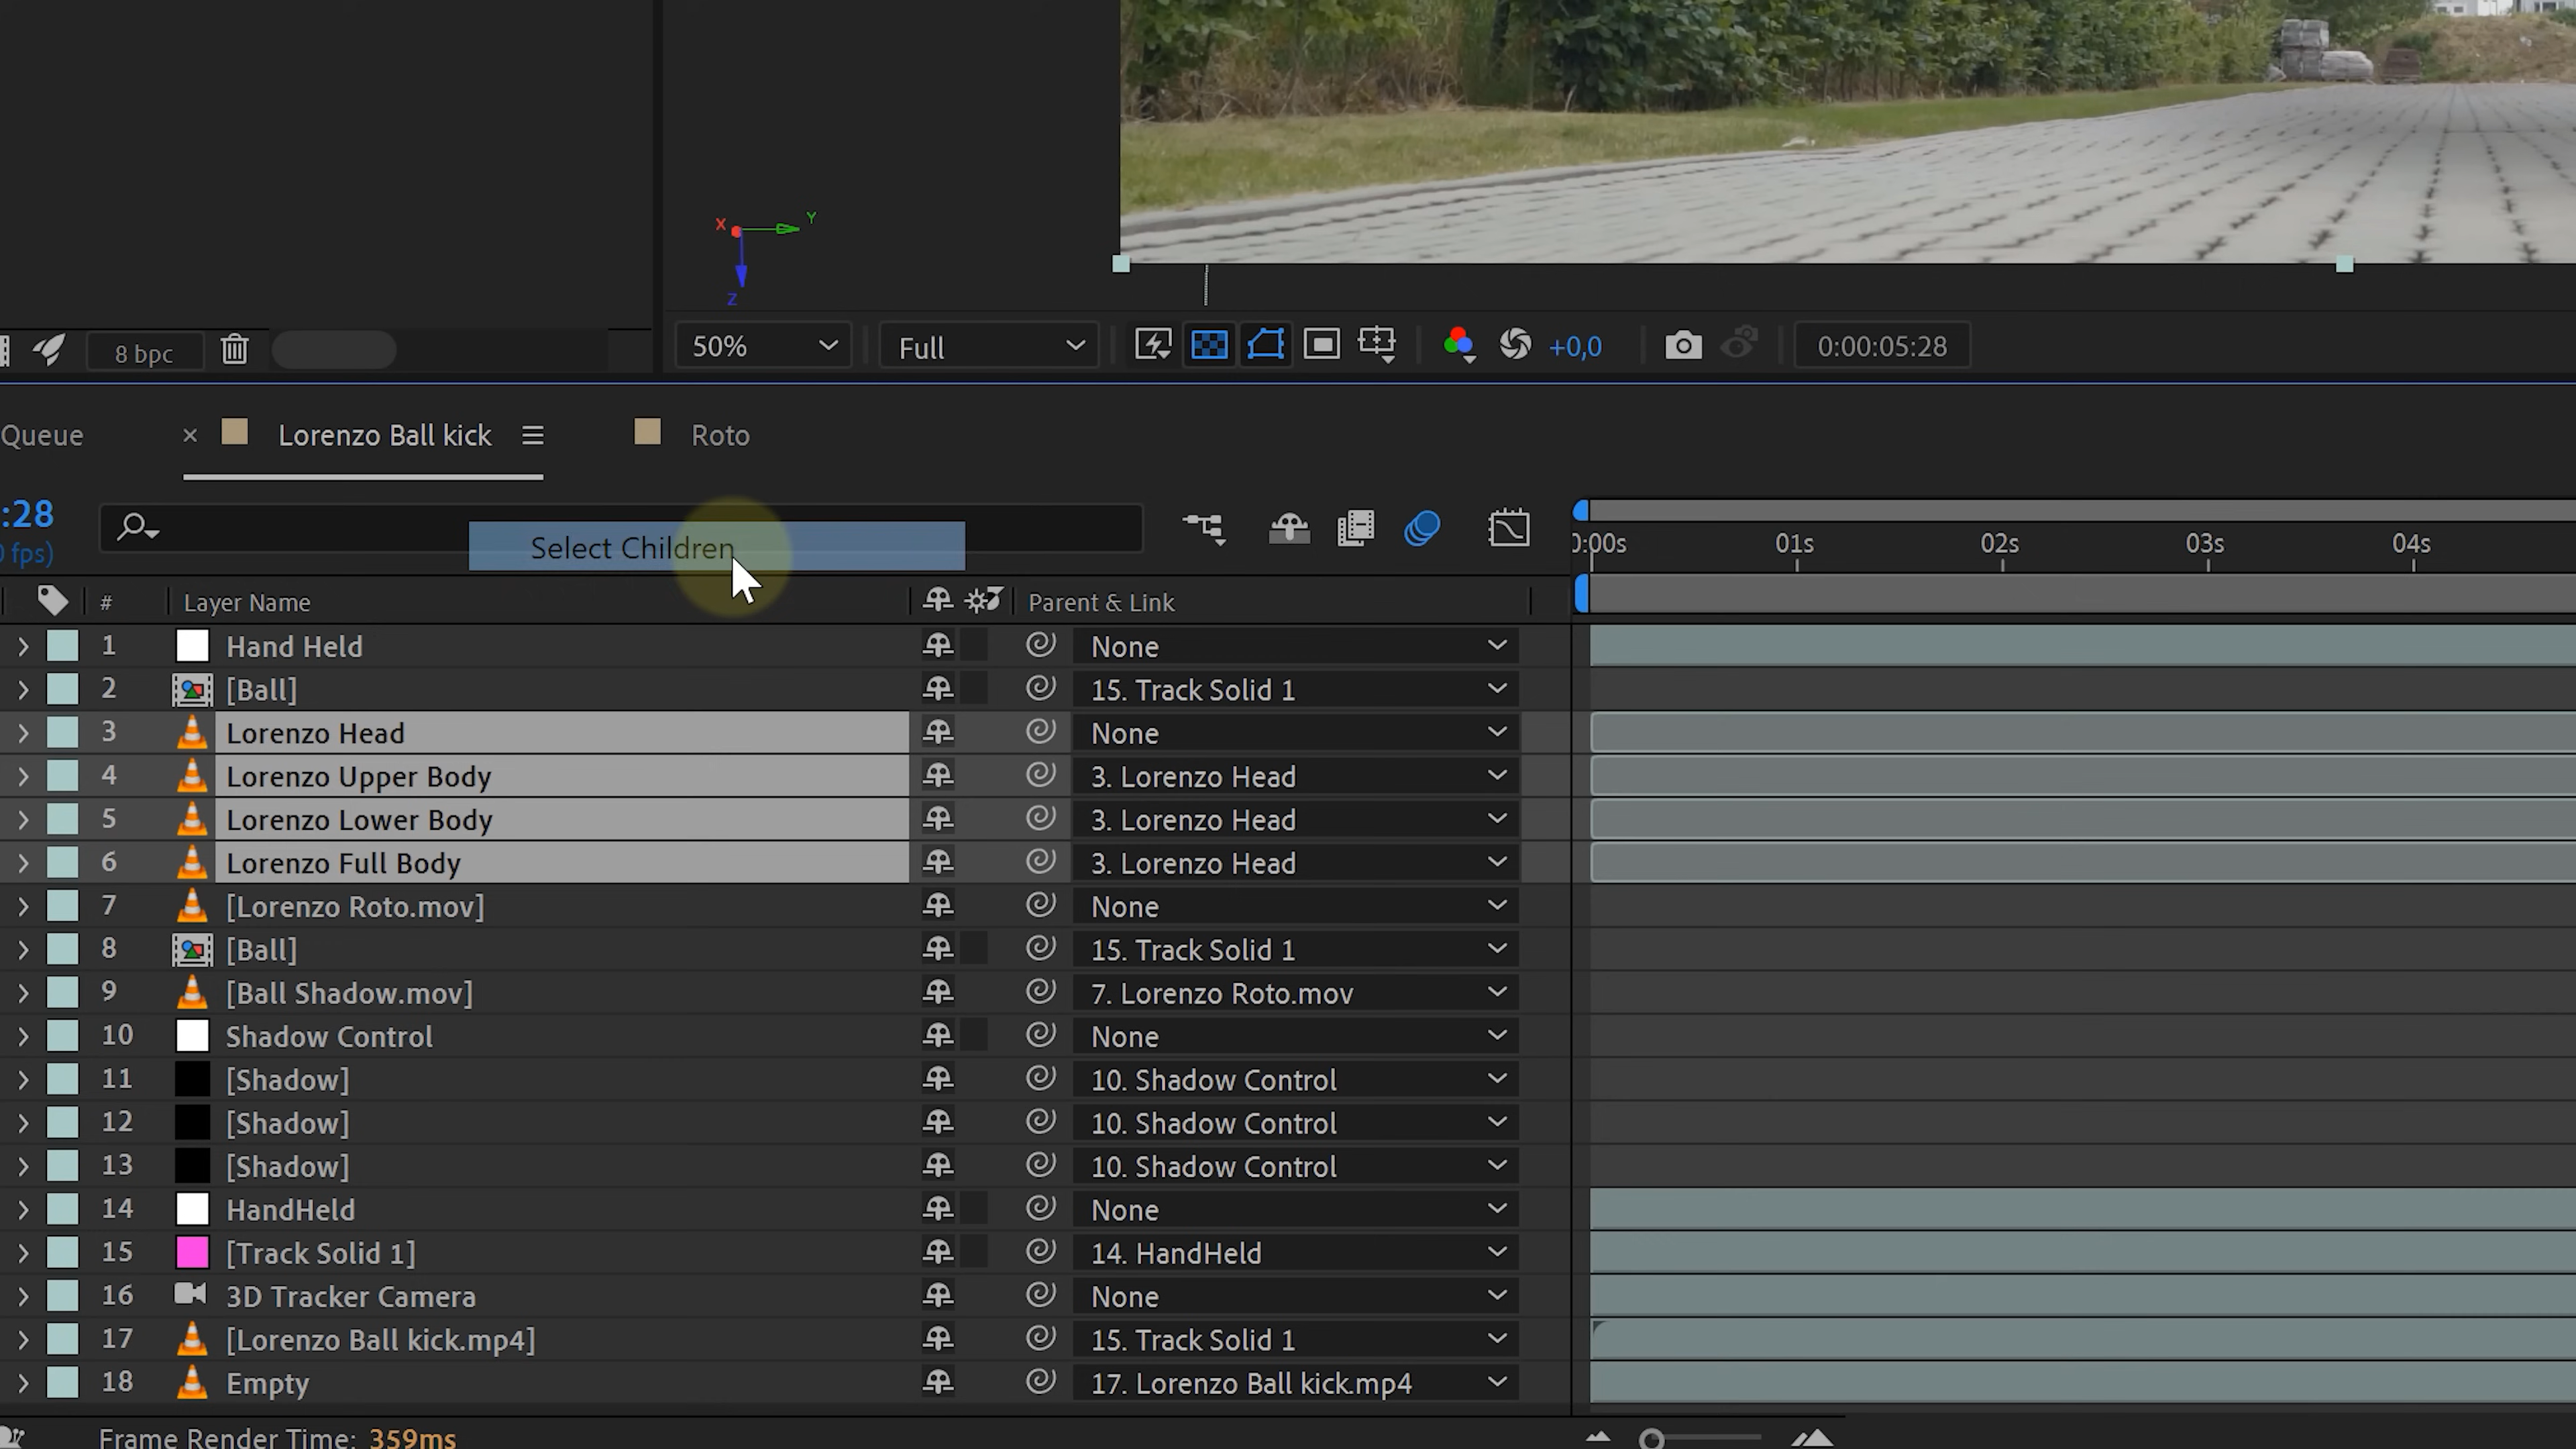 X Y
Z
8 bpc 50% Full +0,0 0:00:05:28
Queue × Lorenzo Ball kick Roto
:28
fps) Select Children 0:00s 01s 02s 03s 04s
# Layer Name Parent & Link
1 Hand Held None
2 [Ball] 15. Track Solid 1
3 Lorenzo Head None
4 Lorenzo Upper Body 3. Lorenzo Head
5 Lorenzo Lower Body 3. Lorenzo Head
6 Lorenzo Full Body 3. Lorenzo Head
7 [Lorenzo Roto.mov] None
8 [Ball] 15. Track Solid 1
9 [Ball Shadow.mov] 7. Lorenzo Roto.mov
10 Shadow Control None
11 [Shadow] 10. Shadow Control
12 [Shadow] 10. Shadow Control
13 [Shadow] 10. Shadow Control
14 HandHeld None
15 [Track Solid 1] 14. HandHeld
16 3D Tracker Camera None
17 [Lorenzo Ball kick.mp4] 15. Track Solid 1
18 Empty 17. Lorenzo Ball kick.mp4
Frame Render Time: 359ms